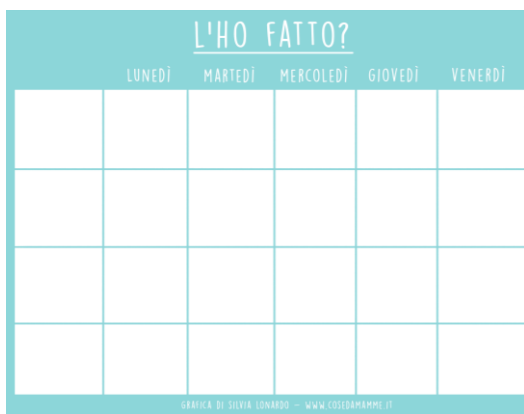 L'HO FATTO?
LUNEDÌ MARTEDÌ MERCOLEDÌ GIOVEDÌ VENERDÌ
GRAFICA DI SILVIA LONARDO – WWW.COSEDAMAMME.IT